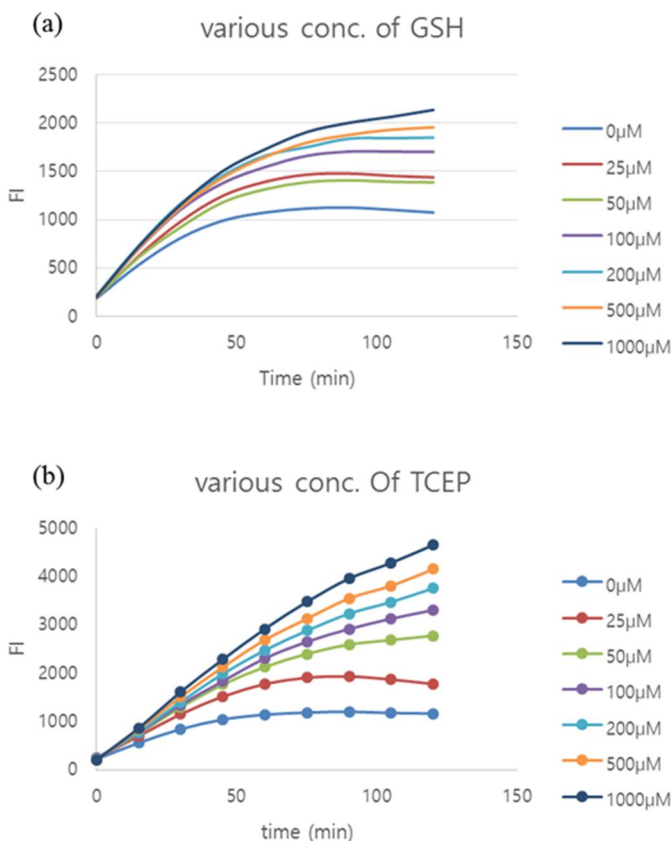 (a)
various conc. of GSH
2500
2000
1500
1000
500
0
FI
0 50 100 150
Time (min)
0µM
25µM
50µM
100µM
200µM
500µM
1000µM
(b)
various conc. Of TCEP
5000
4000
3000
2000
1000
0
FI
0 50 100 150
time (min)
0µM
25µM
50µM
100µM
200µM
500µM
1000µM